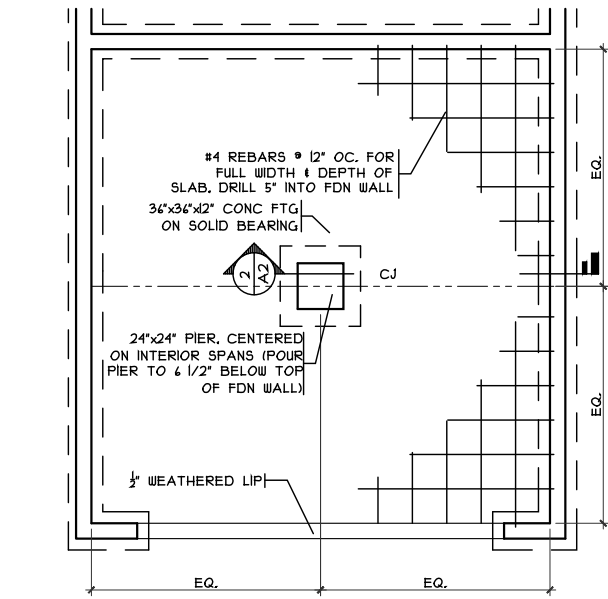 #4 REBARS @ 12" OC. FOR
FULL WIDTH & DEPTH OF
SLAB, DRILL 5" INTO FDN WALL
36"x36"x12" CONC FTG
ON SOLID BEARING
EQ.
2
A2
CJ
24"x24" PIER, CENTERED
ON INTERIOR SPANS (POUR
PIER TO 6 1/2" BELOW TOP
OF FDN WALL)
EQ.
½" WEATHERED LIP
EQ.
EQ.